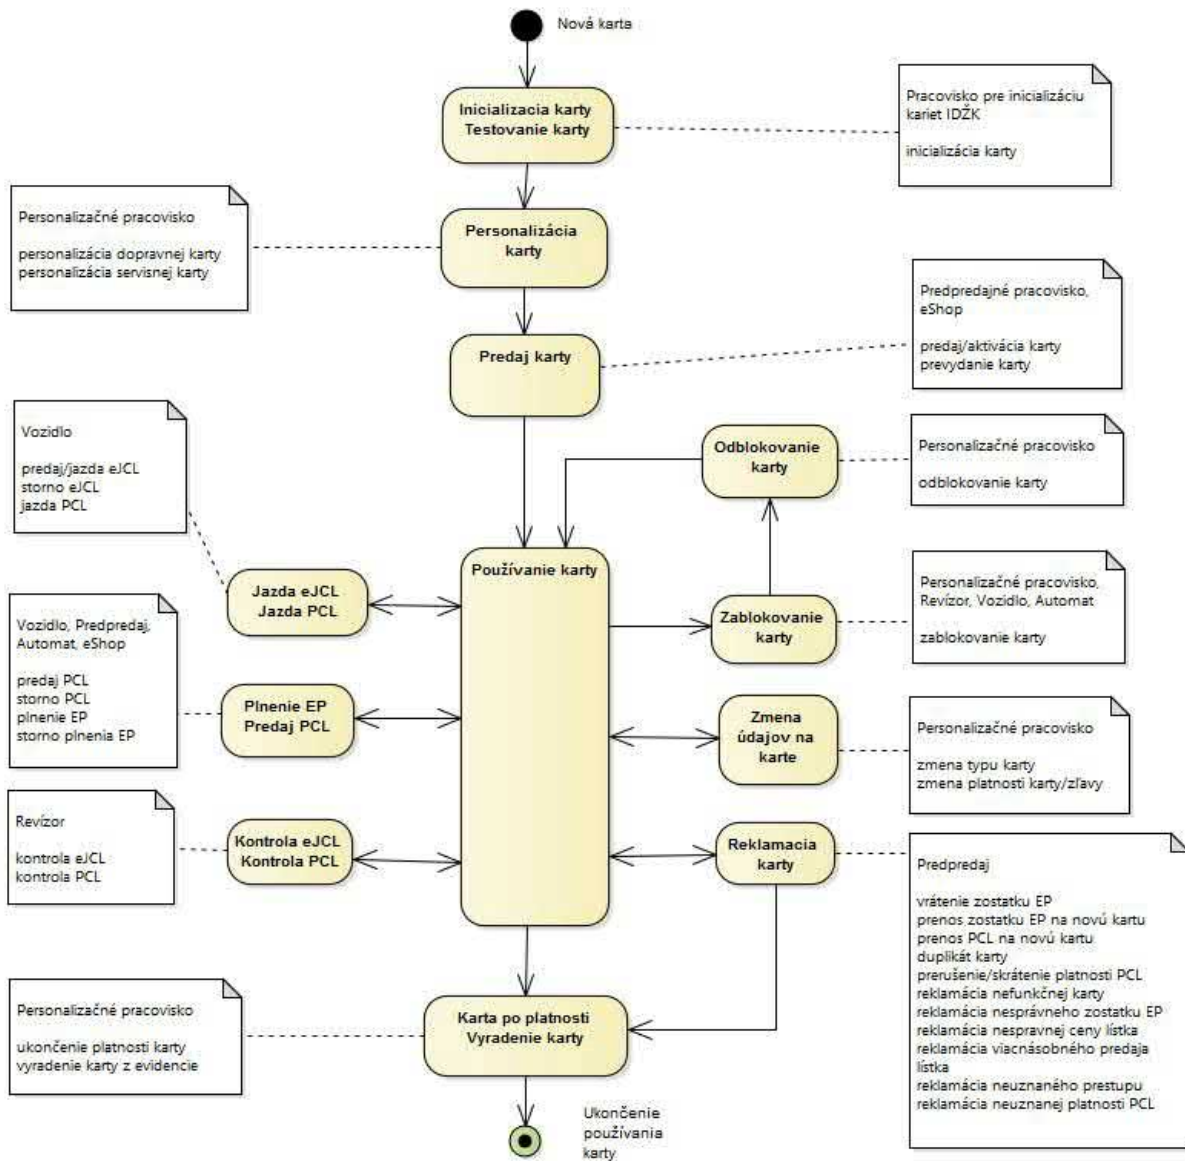 Nová karta
Inicializacia karty
Testovanie karty
Pracovisko pre inicializáciu
kariet IDŽK
inicializácia karty
Personalizačné pracovisko
personalizácia dopravnej karty
personalizácia servisnej karty
Personalizácia
karty
Predpredajné pracovisko,
eShop
predaj/aktivácia karty
prevydanie karty
Predaj karty
Vozidlo
predaj/jazda eJCL
storno eJCL
jazda PCL
Odblokovanie
karty
Personalizačné pracovisko
odblokovanie karty
Používanie karty
Jazda eJCL
Jazda PCL
Zablokovanie
karty
Personalizačné pracovisko,
Revízor, Vozidlo, Automat
zablokovanie karty
Vozidlo, Predpredaj,
Automat, eShop
predaj PCL
storno PCL
plnenie EP
storno plnenia EP
Plnenie EP
Predaj PCL
Zmena
údajov na
karte
Personalizačné pracovisko
zmena typu karty
zmena platnosti karty/zľavy
Revízor
kontrola eJCL
kontrola PCL
Kontrola eJCL
Kontrola PCL
Reklamacia
karty
Predpredaj
vrátenie zostatku EP
prenos zostatku EP na novú kartu
prenos PCL na novú kartu
duplikát karty
prerušenie/skrátenie platnosti PCL
reklamácia nefunkčnej karty
reklamácia nesprávneho zostatku EP
reklamácia nespravnej ceny lístka
reklamácia viacnásobného predaja
lístka
reklamácia neuznaného prestupu
reklamácia neuznanej platnosti PCL
Personalizačné pracovisko
ukončenie platnosti karty
vyradenie karty z evidencie
Karta po platnosti
Vyradenie karty
Ukončenie
používania
karty